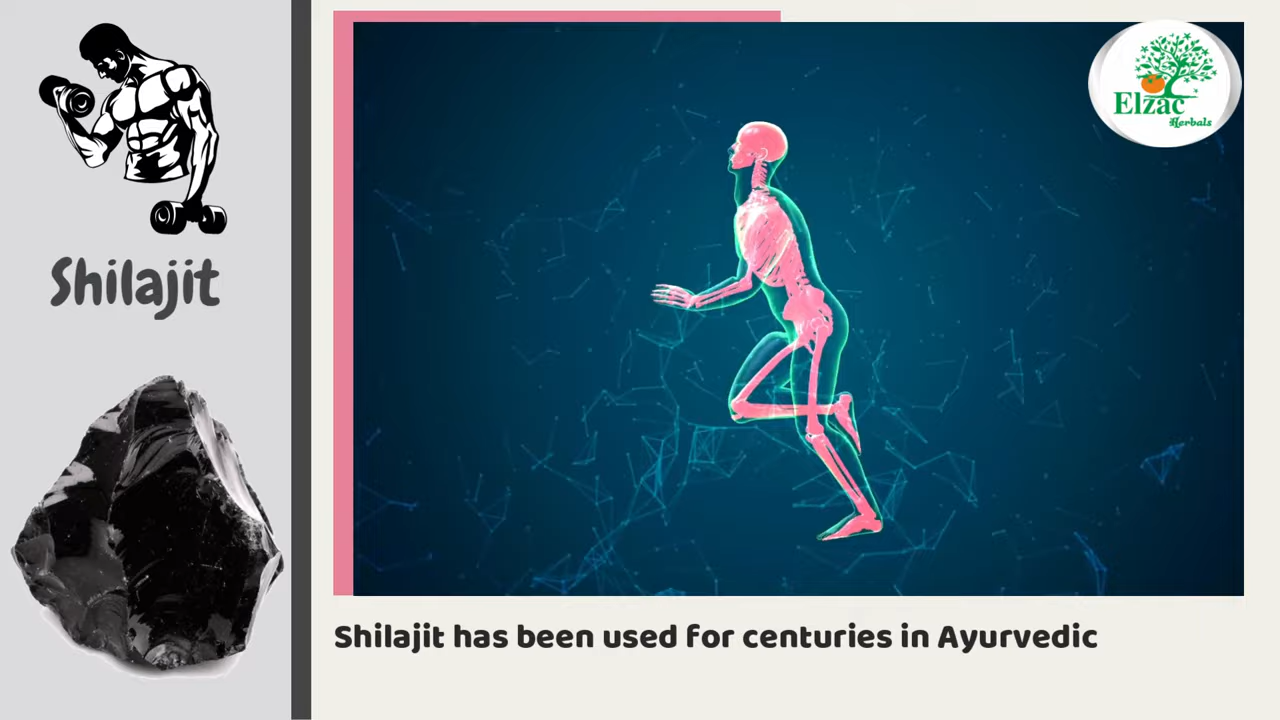 Shilajit
Elzac
Herbals
Shilajit has been used for centuries in Ayurvedic